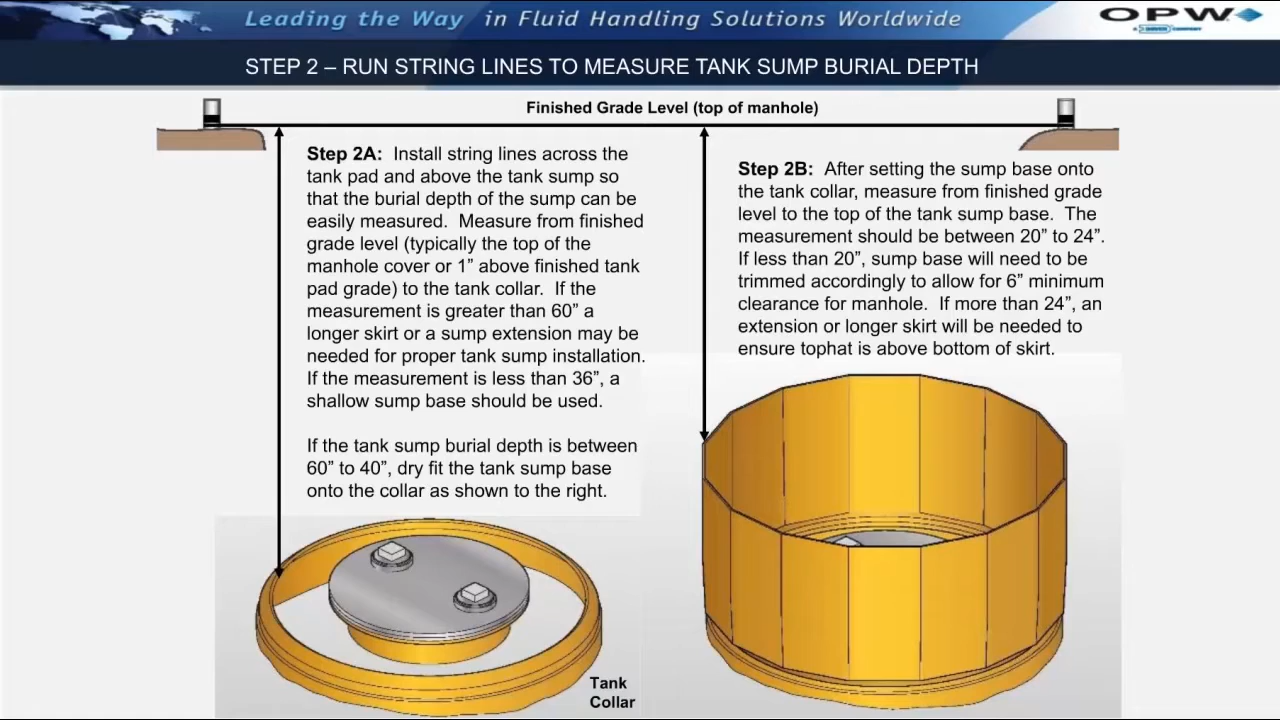 Leading the Way in Fluid Handling Solutions Worldwide
OPW
STEP 2 – RUN STRING LINES TO MEASURE TANK SUMP BURIAL DEPTH
Finished Grade Level (top of manhole)
Step 2A: Install string lines across the
tank pad and above the tank sump so
that the burial depth of the sump can be
easily measured. Measure from finished
grade level (typically the top of the
manhole cover or 1” above finished tank
pad grade) to the tank collar. If the
measurement is greater than 60” a
longer skirt or a sump extension may be
needed for proper tank sump installation.
If the measurement is less than 36”, a
shallow sump base should be used.
If the tank sump burial depth is between
60” to 40”, dry fit the tank sump base
onto the collar as shown to the right.
Tank
Collar
Step 2B: After setting the sump base onto
the tank collar, measure from finished grade
level to the top of the tank sump base. The
measurement should be between 20” to 24”.
If less than 20”, sump base will need to be
trimmed accordingly to allow for 6” minimum
clearance for manhole. If more than 24”, an
extension or longer skirt will be needed to
ensure tophat is above bottom of skirt.